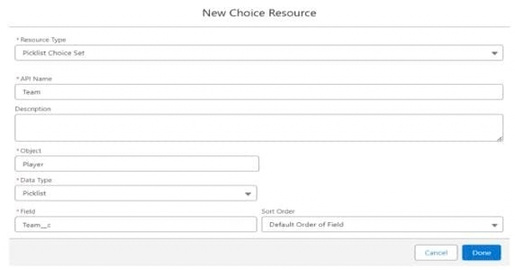 New Choice Resource
* Resource Type
Picklist Choice Set
* API Name
Team
Description
* Object
Player
* Data Type
Picklist
* Field Sort Order
Team__c Default Order of Field
Cancel Done